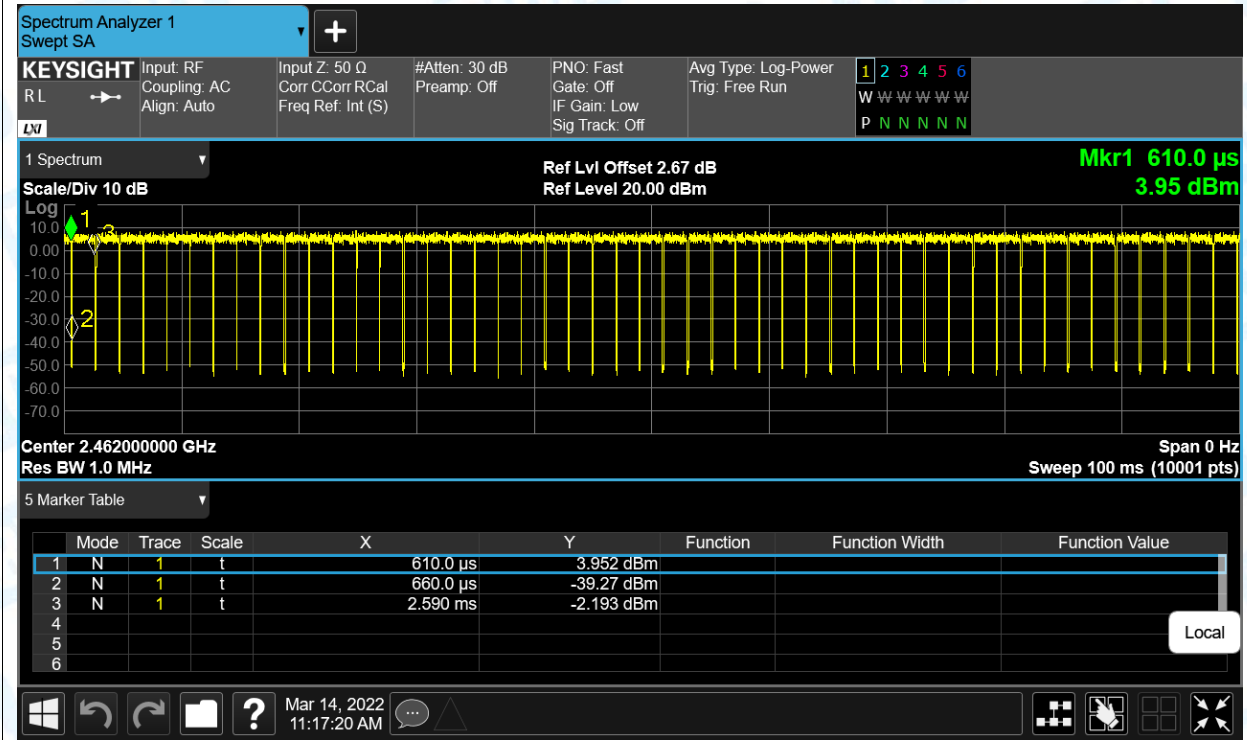 Spectrum Analyzer 1
Swept SA
+
KEYSIGHT
R L
LXI
Input: RF
Coupling: AC
Align: Auto
Input Z: 50 Ω
Corr CCorr RCal
Freq Ref: Int (S)
#Atten: 30 dB
Preamp: Off
PNO: Fast
Gate: Off
IF Gain: Low
Sig Track: Off
Avg Type: Log-Power
Trig: Free Run
1 2 3 4 5 6
W W W W W W
P N N N N N
1 Spectrum
Scale/Div 10 dB
Ref Lvl Offset 2.67 dB
Ref Level 20.00 dBm
Mkr1 610.0 µs
3.95 dBm
Log
10.0
0.00
-10.0
-20.0
-30.0
-40.0
-50.0
-60.0
-70.0
1
3
2
Center 2.462000000 GHz
Res BW 1.0 MHz
Span 0 Hz
Sweep 100 ms (10001 pts)
5 Marker Table
Mode Trace Scale X Y Function Function Width Function Value
1 N 1 t 610.0 µs 3.952 dBm
2 N 1 t 660.0 µs -39.27 dBm
3 N 1 t 2.590 ms -2.193 dBm
4
5
6
Local
?
Mar 14, 2022
11:17:20 AM